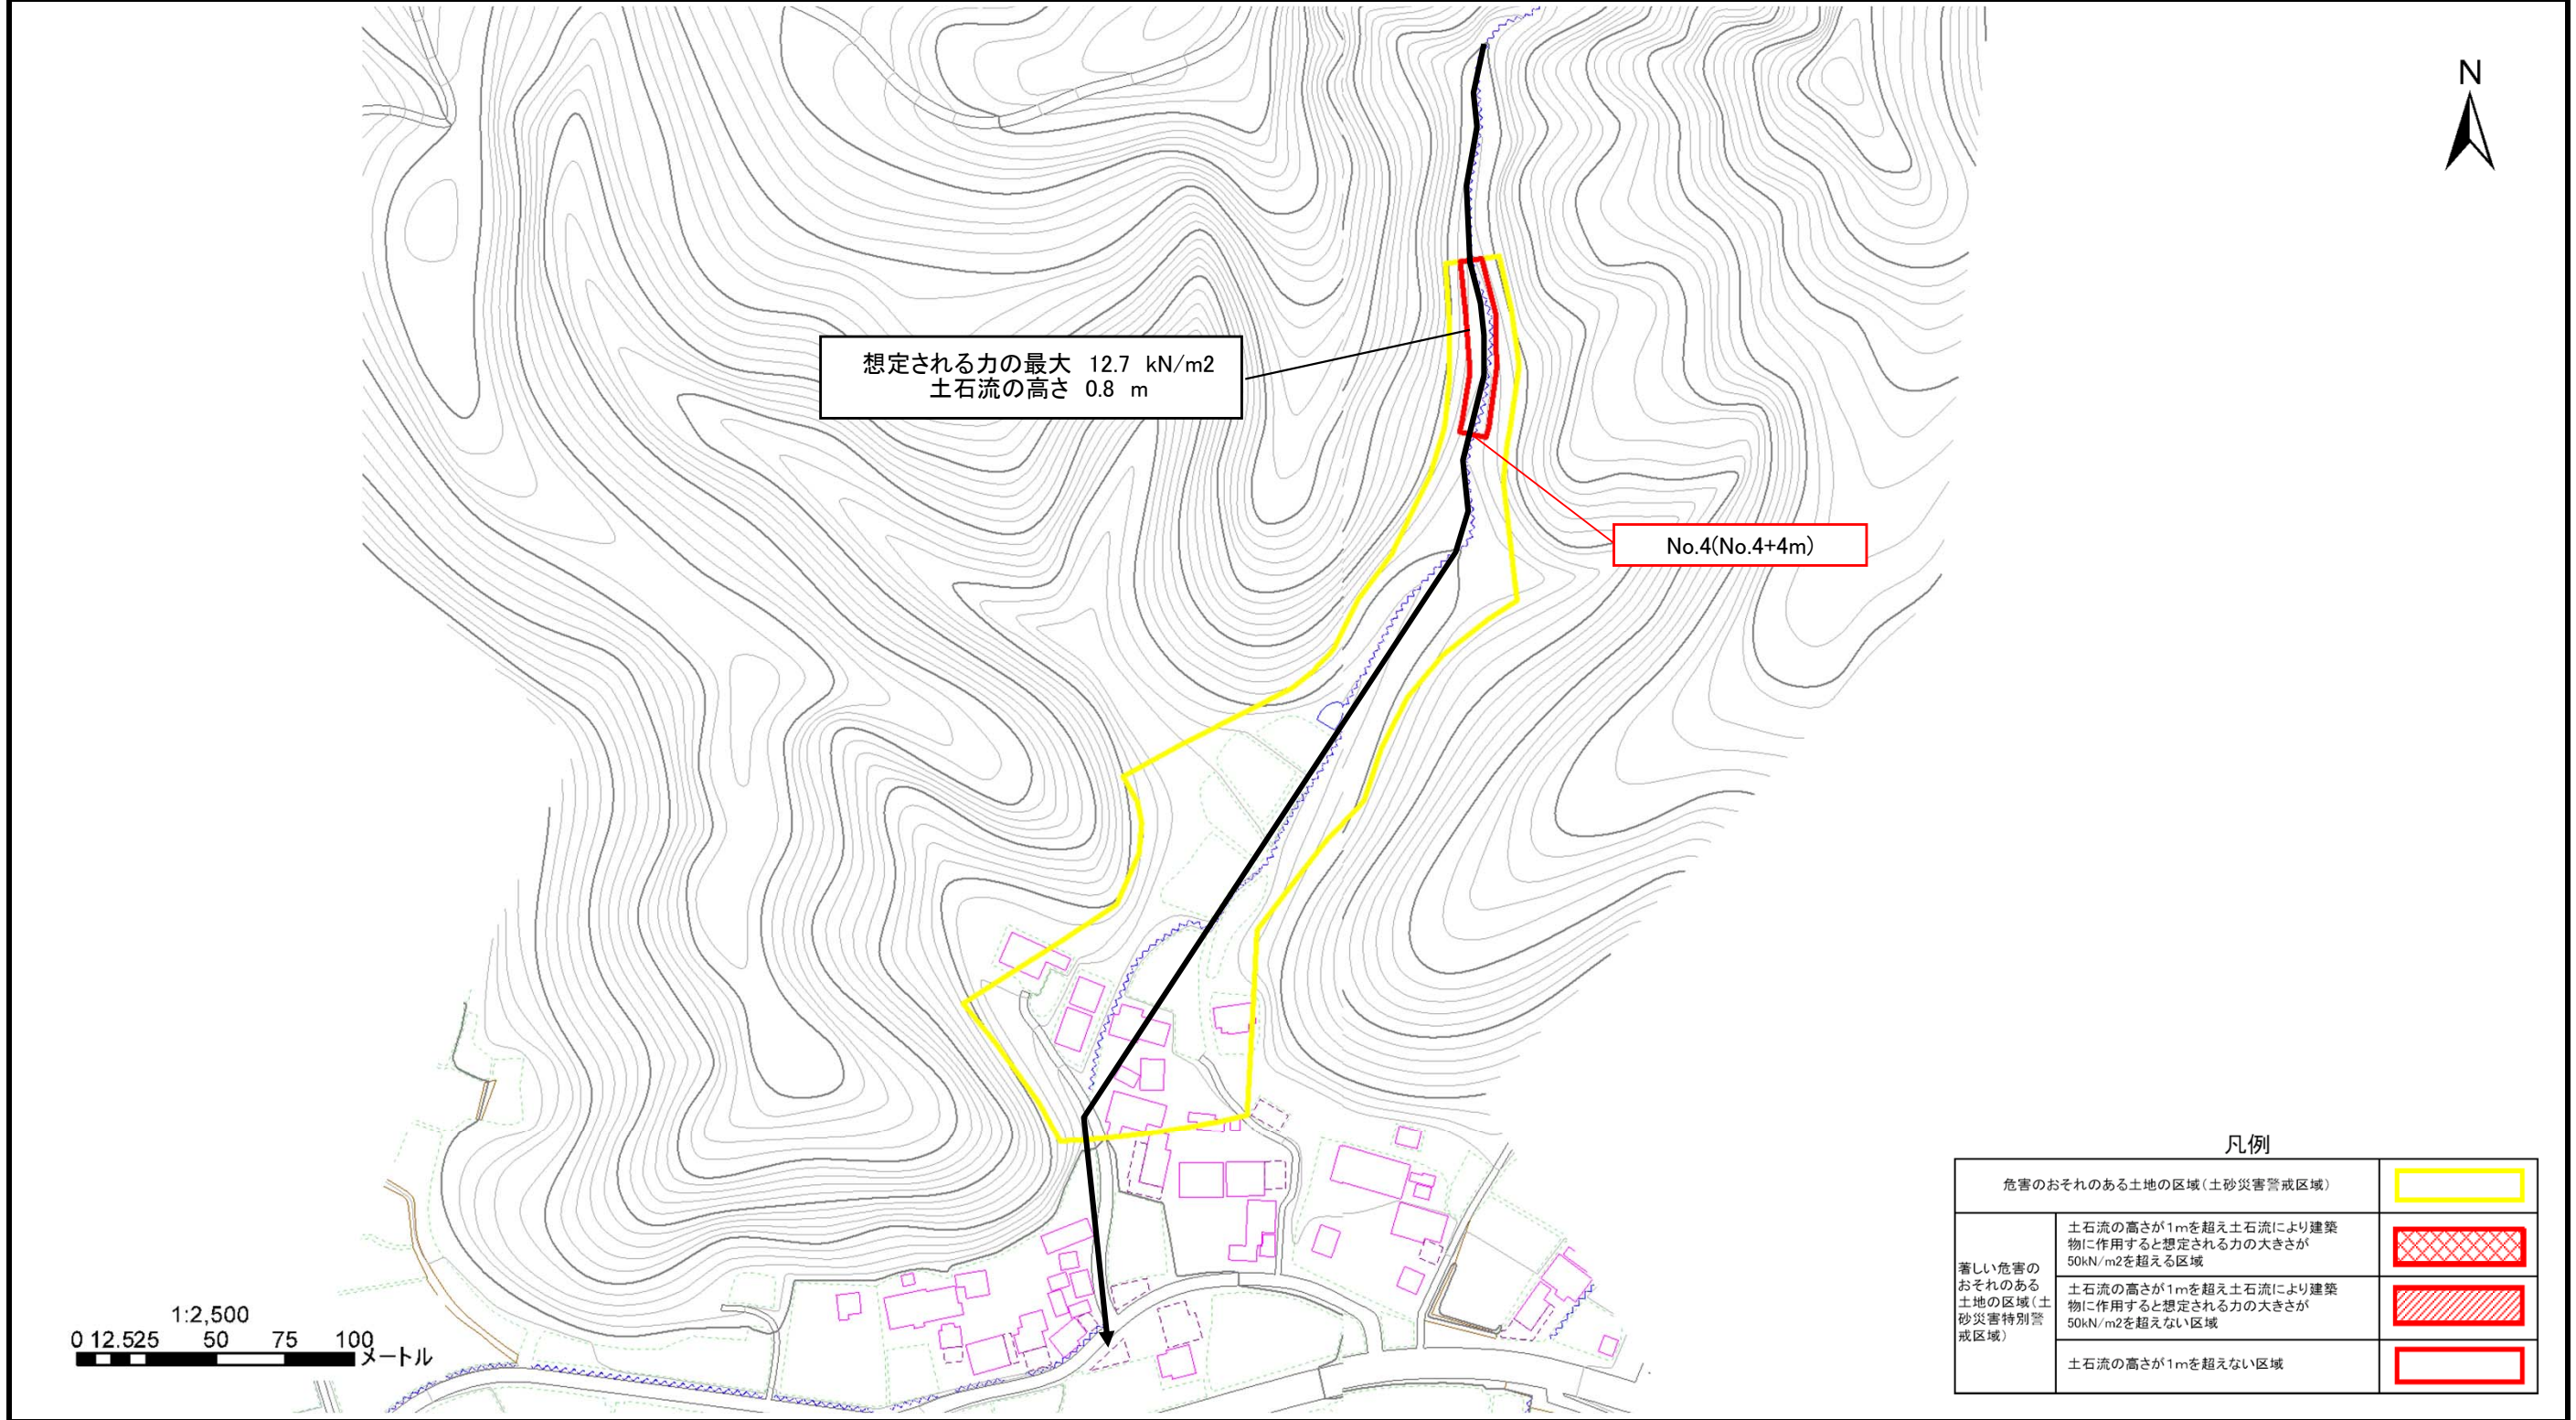 N
想定される力の最大 12.7 kN/m2
土石流の高さ 0.8 m
No.4(No.4+4m)
凡例
危害のおそれのある土地の区域(土砂災害警戒区域)
著しい危害の
おそれのある
土地の区域(土
砂災害特別警
戒区域)
土石流の高さが1mを超え土石流により建築
物に作用すると想定される力の大きさが
50kN/m2を超える区域
土石流の高さが1mを超え土石流により建築
物に作用すると想定される力の大きさが
50kN/m2を超えない区域
土石流の高さが1mを超えない区域
1:2,500
0 12.525 50 75 100
メートル